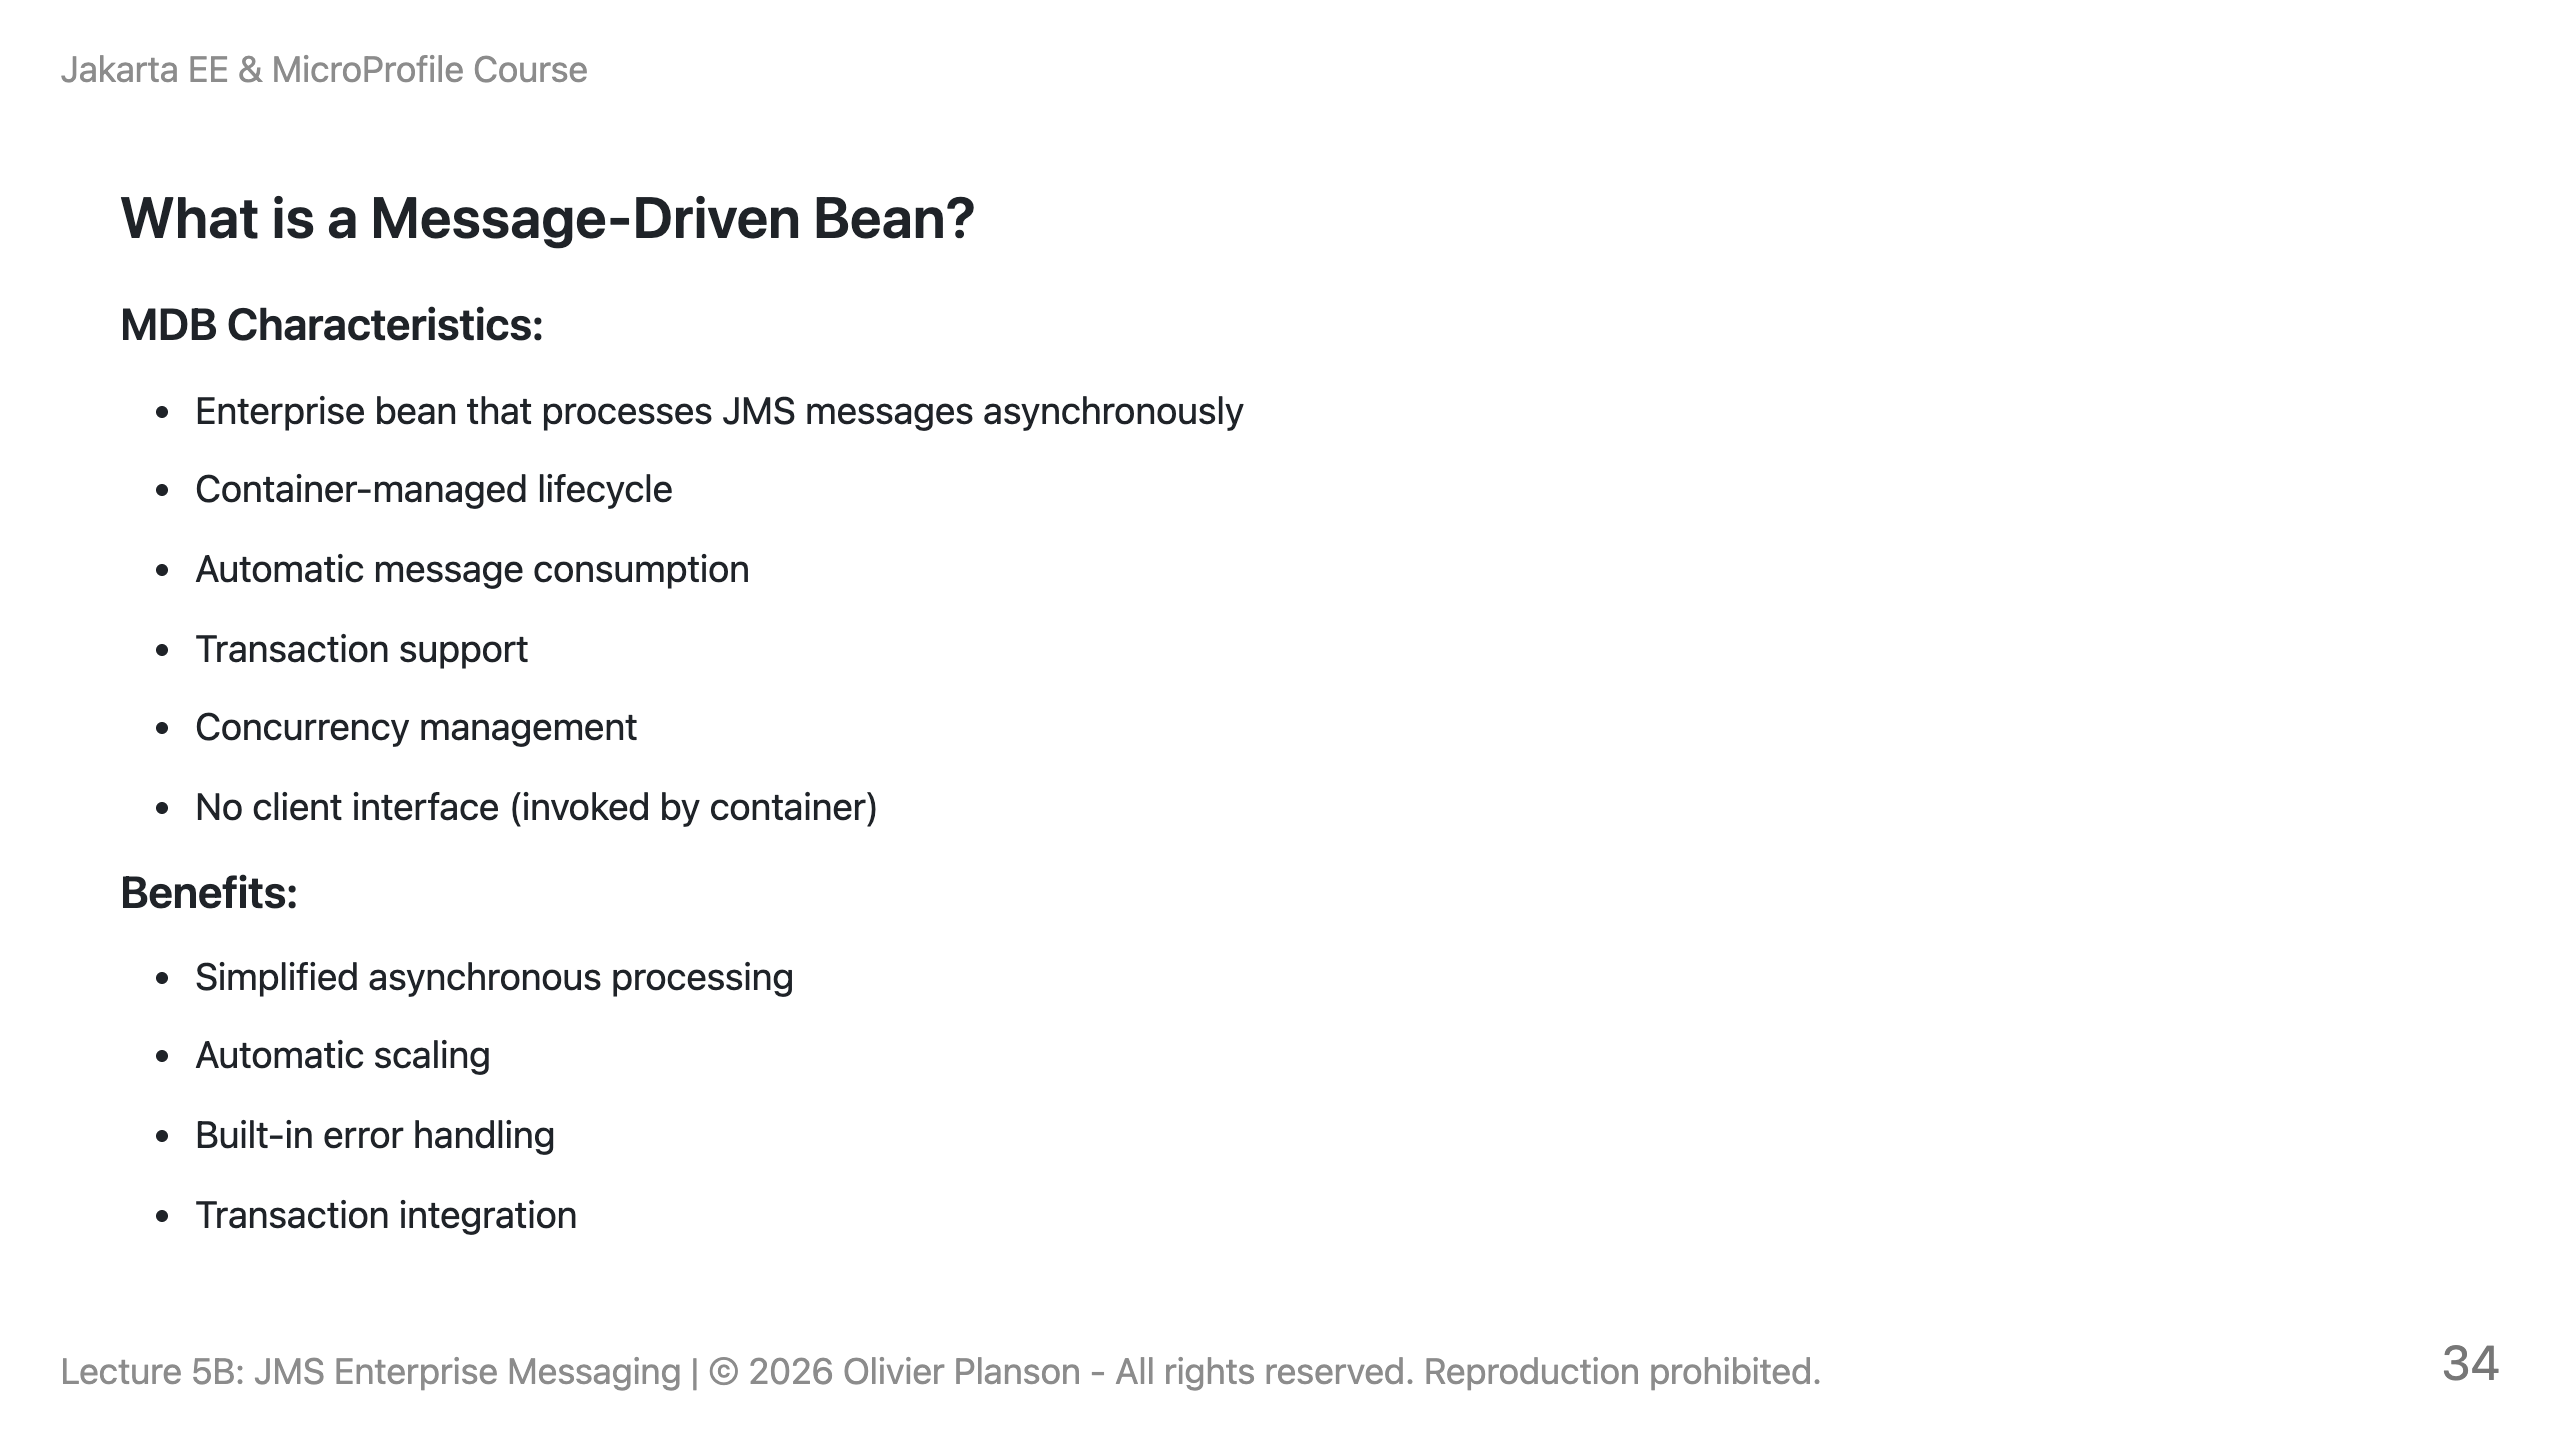 Jakarta EE & MicroProfile Course
What is a Message-Driven Bean?
MDB Characteristics:
• Enterprise bean that processes JMS messages asynchronously
• Container-managed lifecycle
• Automatic message consumption
• Transaction support
• Concurrency management
• No client interface (invoked by container)
Benefits:
• Simplified asynchronous processing
• Automatic scaling
• Built-in error handling
• Transaction integration
Lecture 5B: JMS Enterprise Messaging | © 2026 Olivier Planson - All rights reserved. Reproduction prohibited.
34